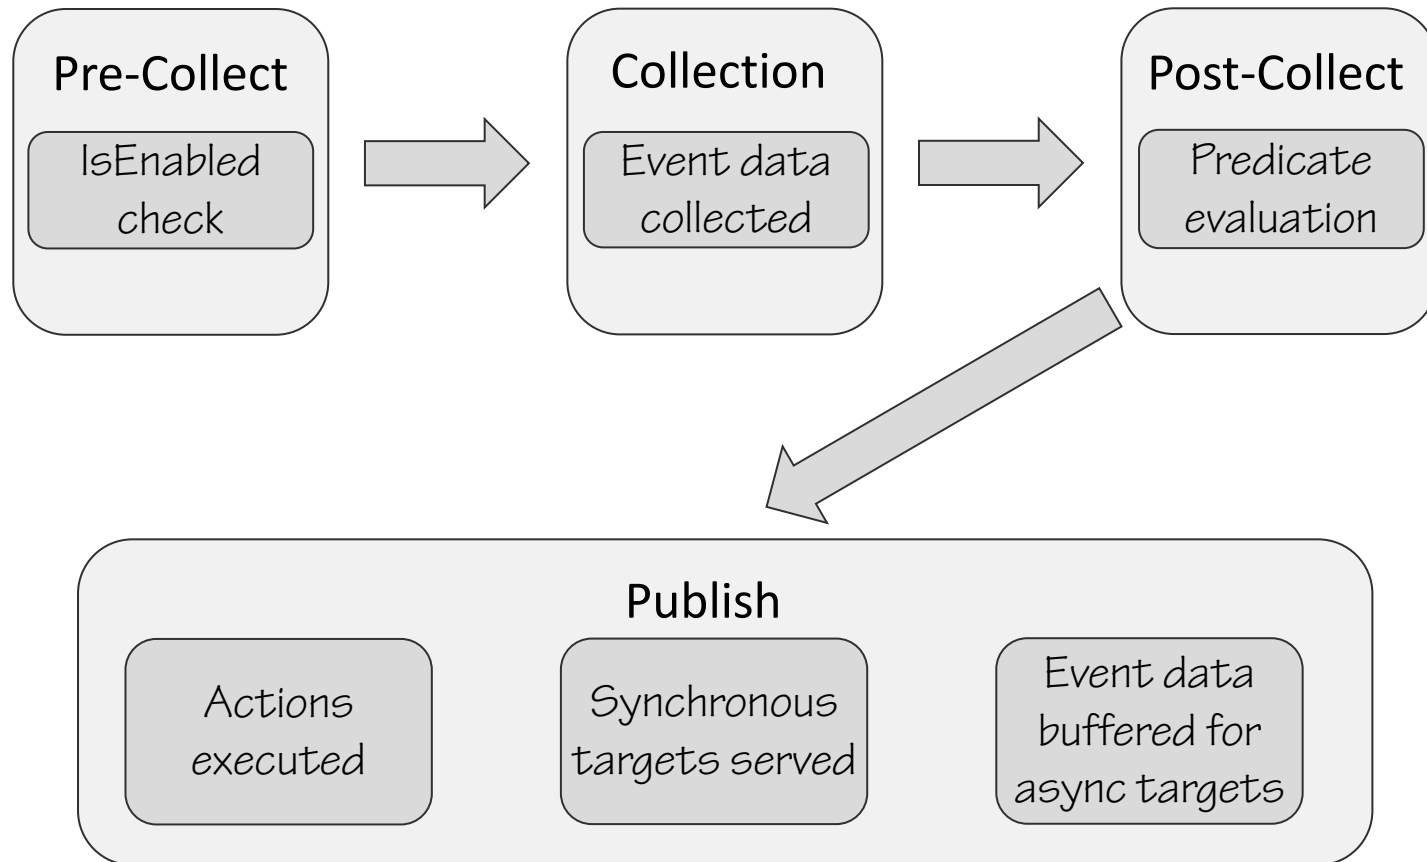 Pre-Collect
IsEnabled
check
Collection
Event data
collected
Post-Collect
Predicate
evaluation
Publish
Actions
executed
Synchronous
targets served
Event data
buffered for
async targets